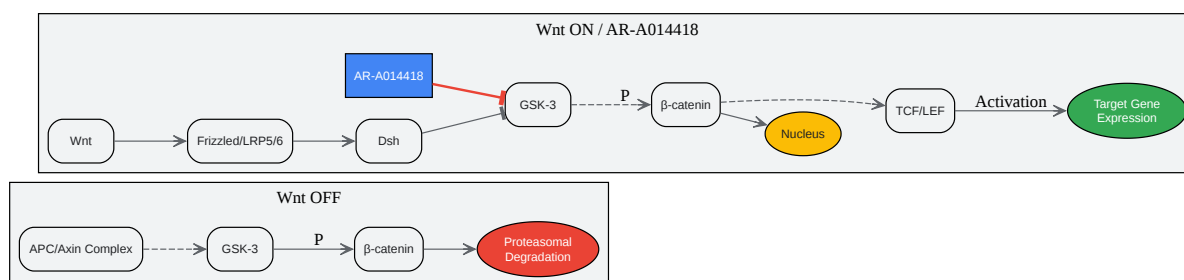 Wnt ON / AR-A014418
AR-A014418
GSK-3
P
β-catenin
TCF/LEF
Activation
Target Gene
Expression
Wnt
Frizzled/LRP5/6
Dsh
Nucleus
Wnt OFF
APC/Axin Complex
GSK-3
P
β-catenin
Proteasomal
Degradation